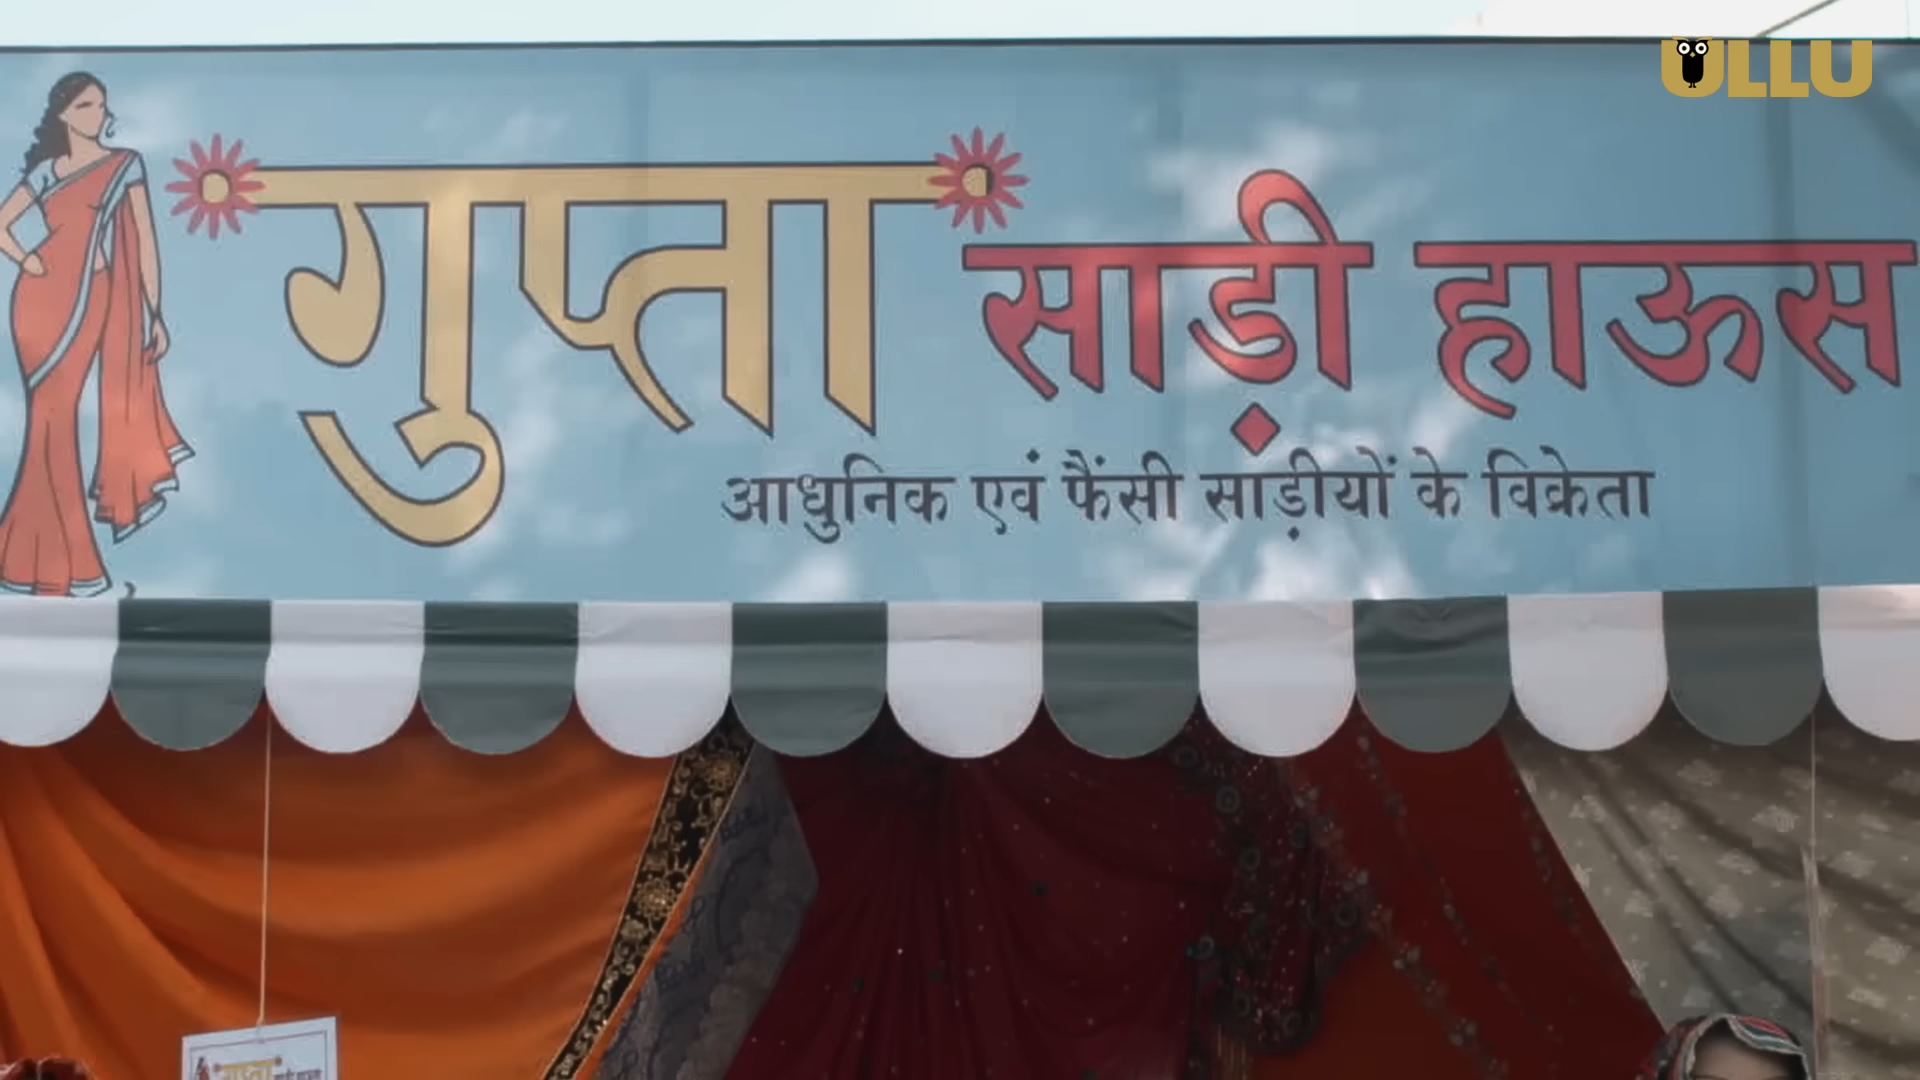 ULLU
गुप्ता साड़ी हाऊस
आधुनिक एवं फैंसी साड़ीयों के विक्रेता